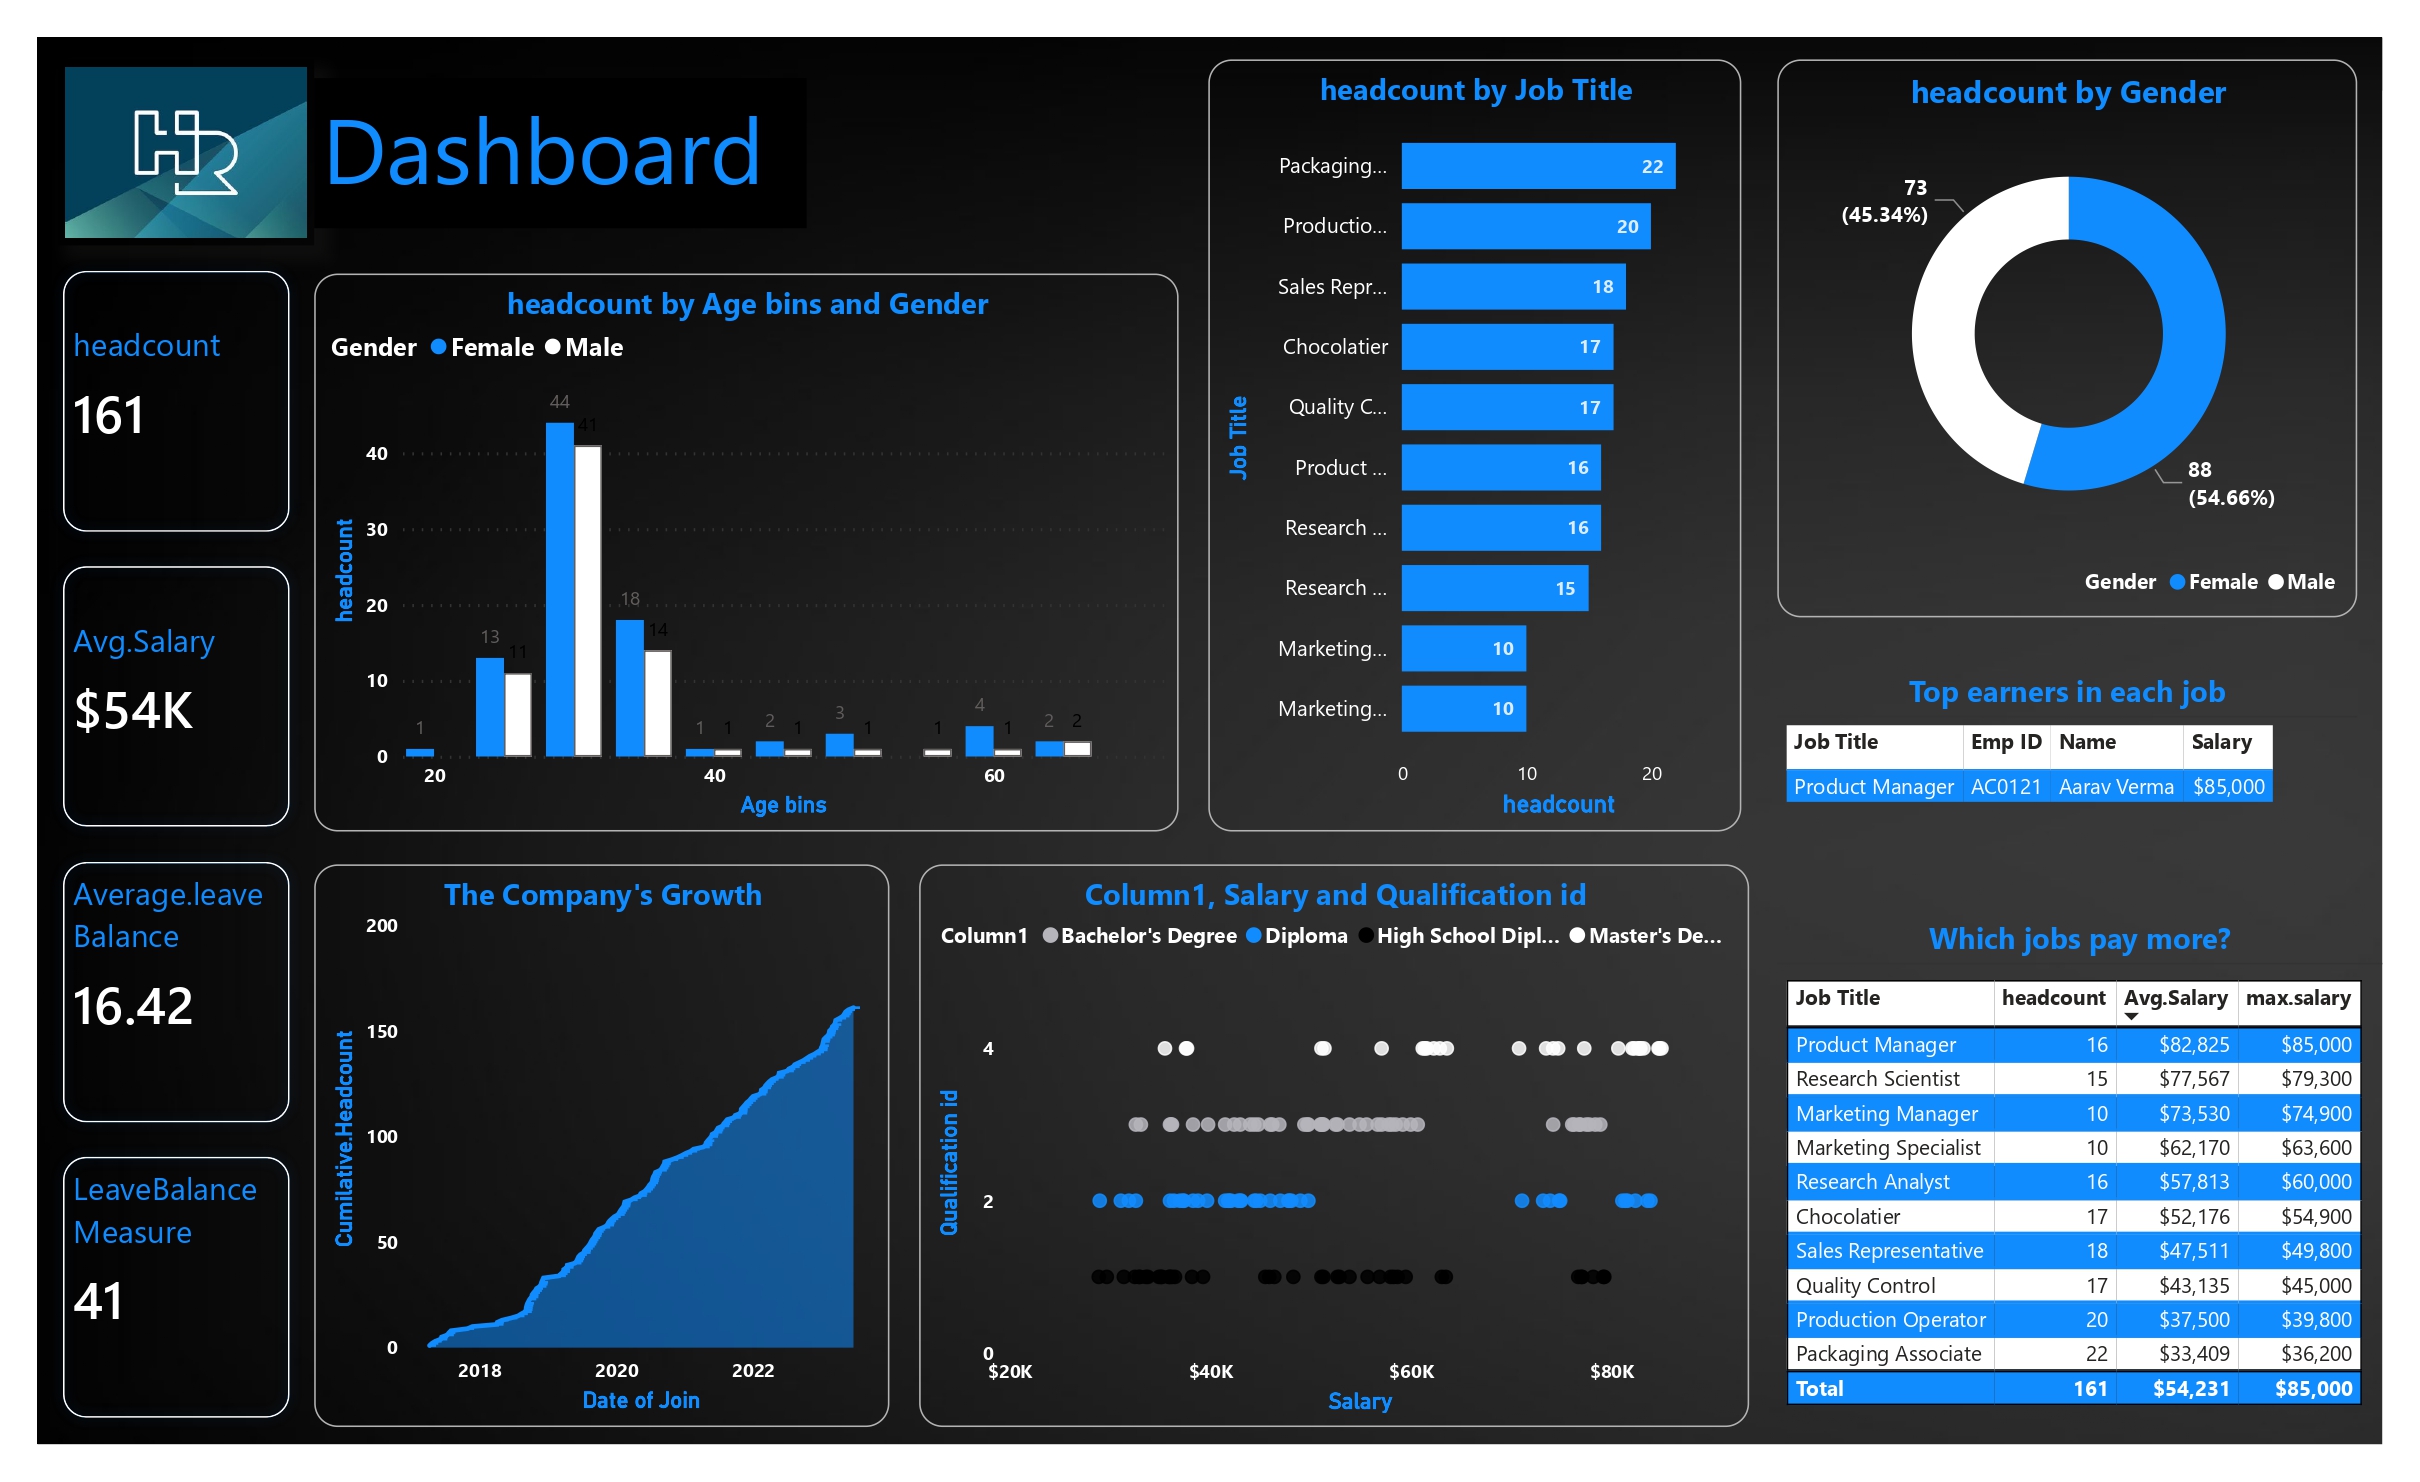 HR
Dashboard
headcount
161
Avg.Salary
$54K
Average.leave
Balance
16.42
LeaveBalance
Measure
41
headcount by Age bins and Gender
Gender Female Male
headcount
40
30
20
10
0
1
13
11
44
41
18
14
1
1
2
1
3
1
1
4
1
2
2
20
40
60
Age bins
headcount by Job Title
Job Title
Packaging... 22
Productio... 20
Sales Repr... 18
Chocolatier 17
Quality C... 17
Product ... 16
Research ... 16
Research ... 15
Marketing... 10
Marketing... 10
0 10 20
headcount
headcount by Gender
73
(45.34%)
88
(54.66%)
Gender Female Male
Top earners in each job
Job Title Emp ID Name Salary
Product Manager AC0121 Aarav Verma $85,000
The Company's Growth
Cumilative.Headcount
200
150
100
50
0
2018 2020 2022
Date of Join
Column1, Salary and Qualification id
Column1 Bachelor's Degree Diploma High School Dipl... Master's De...
Qualification id
4
2
0
$20K $40K $60K $80K
Salary
Which jobs pay more?
Job Title headcount Avg.Salary max.salary
Product Manager 16 $82,825 $85,000
Research Scientist 15 $77,567 $79,300
Marketing Manager 10 $73,530 $74,900
Marketing Specialist 10 $62,170 $63,600
Research Analyst 16 $57,813 $60,000
Chocolatier 17 $52,176 $54,900
Sales Representative 18 $47,511 $49,800
Quality Control 17 $43,135 $45,000
Production Operator 20 $37,500 $39,800
Packaging Associate 22 $33,409 $36,200
Total 161 $54,231 $85,000